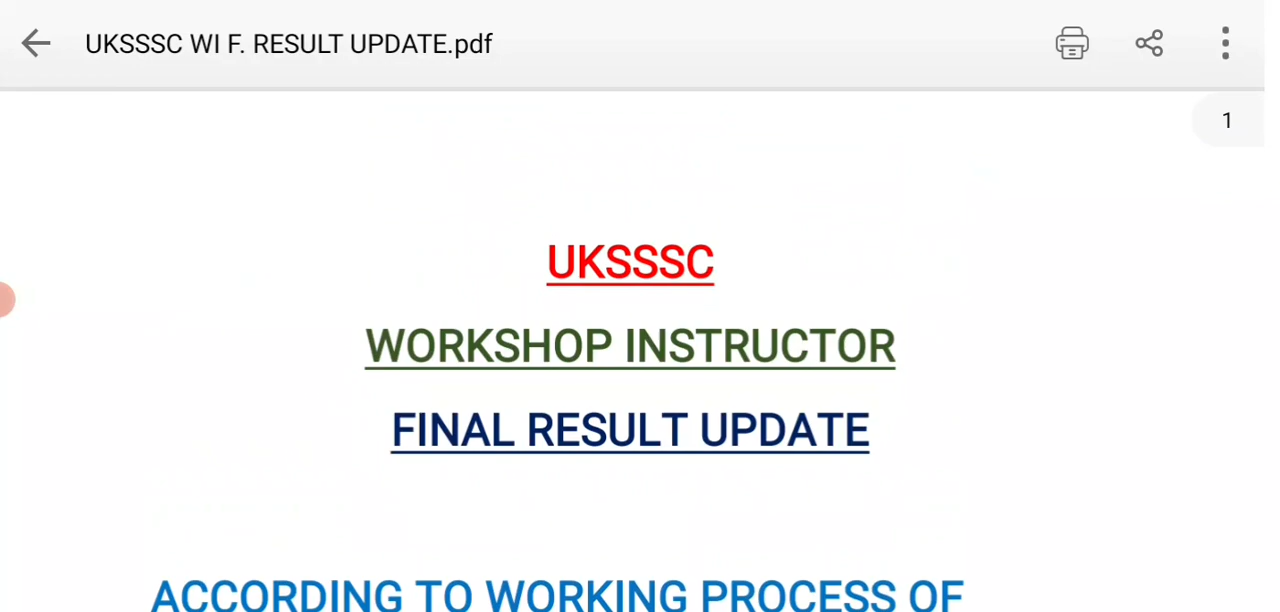 UKSSSC WI F. RESULT UPDATE.pdf
1
UKSSSC
WORKSHOP INSTRUCTOR
FINAL RESULT UPDATE
ACCORDING TO WORKING PROCESS OF